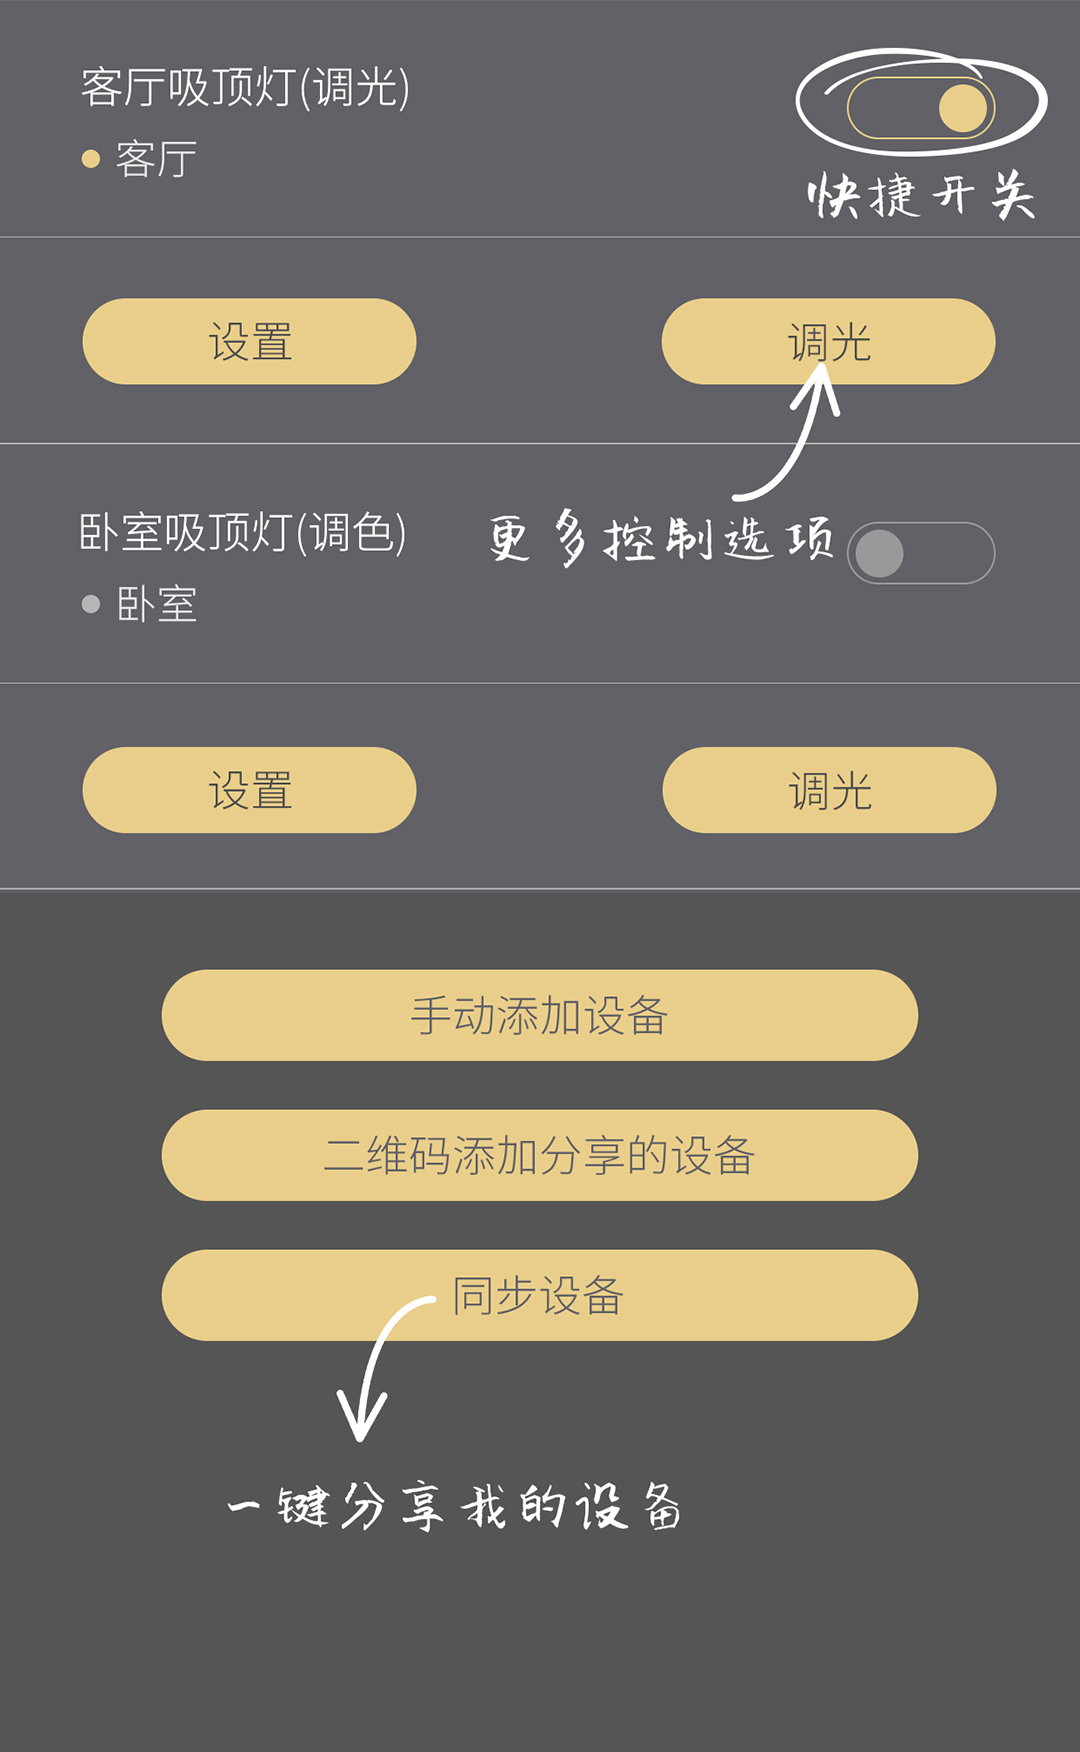 客厅吸顶灯(调光)
客厅
快捷开关
设置
调光
更多控制选项
卧室吸顶灯(调色)
卧室
设置
调光
手动添加设备
二维码添加分享的设备
同步设备
一键分享我的设备